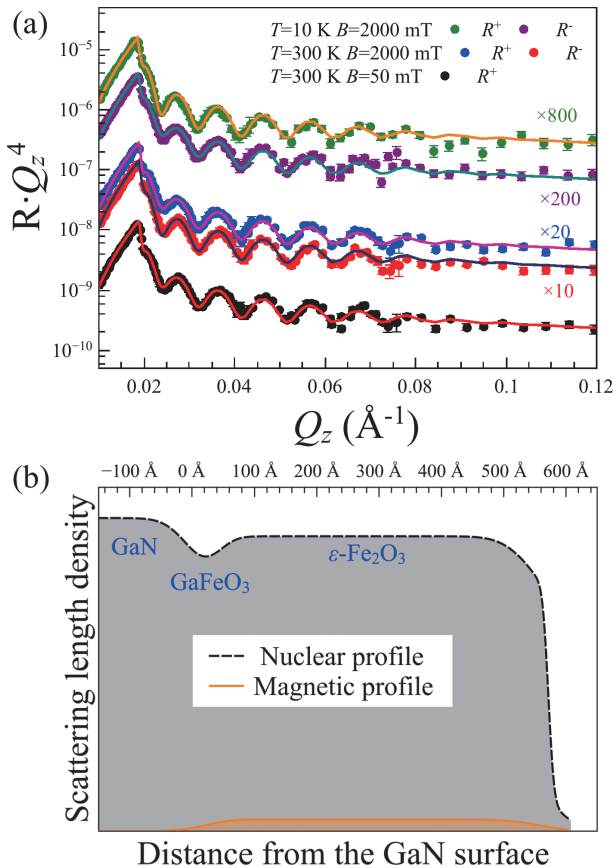 (a)
T=10 K B=2000 mT R+ R-
T=300 K B=2000 mT R+ R-
T=300 K B=50 mT R+
R·Qz4
10−5
10−6
10−7
10−8
10−9
10−10
×800
×200
×20
×10
0.02 0.04 0.06 0.08 0.1 0.12
Qz (Å-1)
(b)
−100 Å 0 Å 100 Å 200 Å 300 Å 400 Å 500 Å 600 Å
Scattering length density
GaN
GaFeO3
ε-Fe2O3
Nuclear profile
Magnetic profile
Distance from the GaN surface